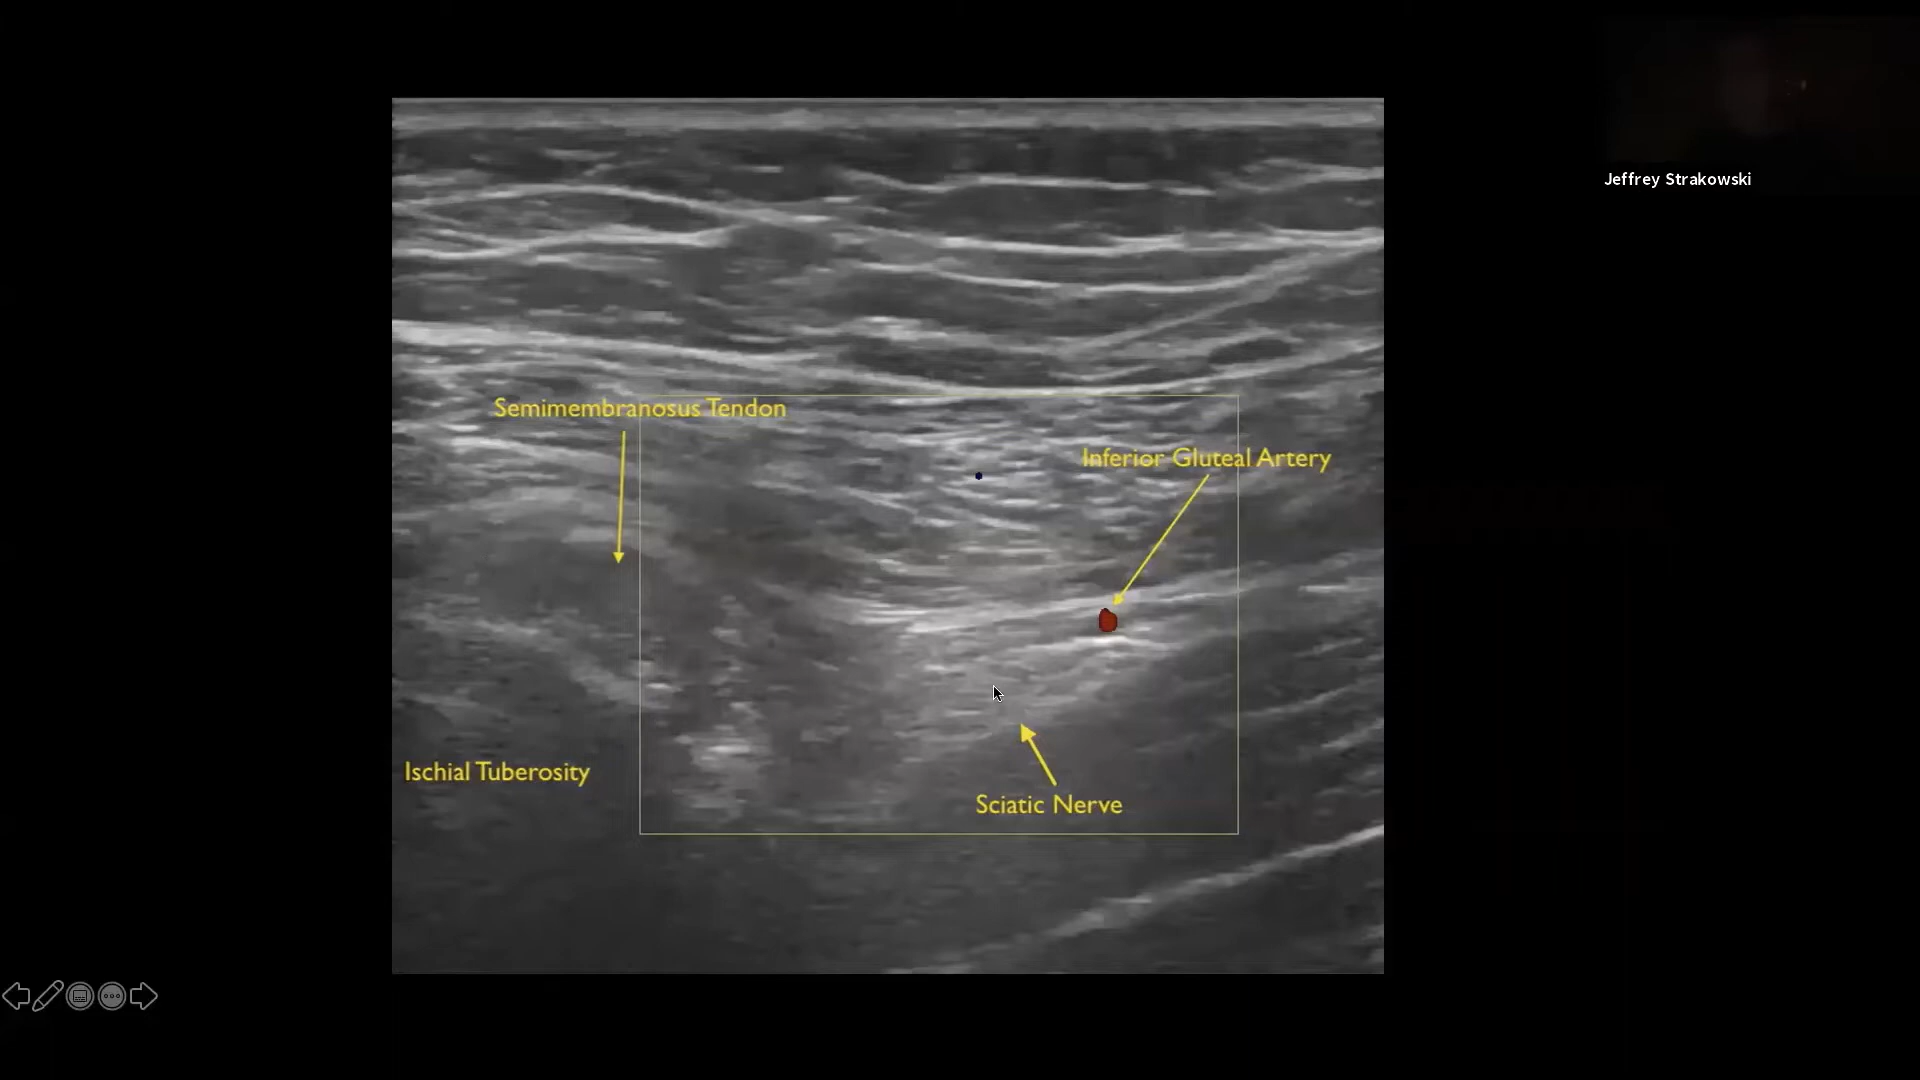 Jeffrey Strakowski
Semimembranosus Tendon
Inferior Gluteal Artery
Ischial Tuberosity
Sciatic Nerve